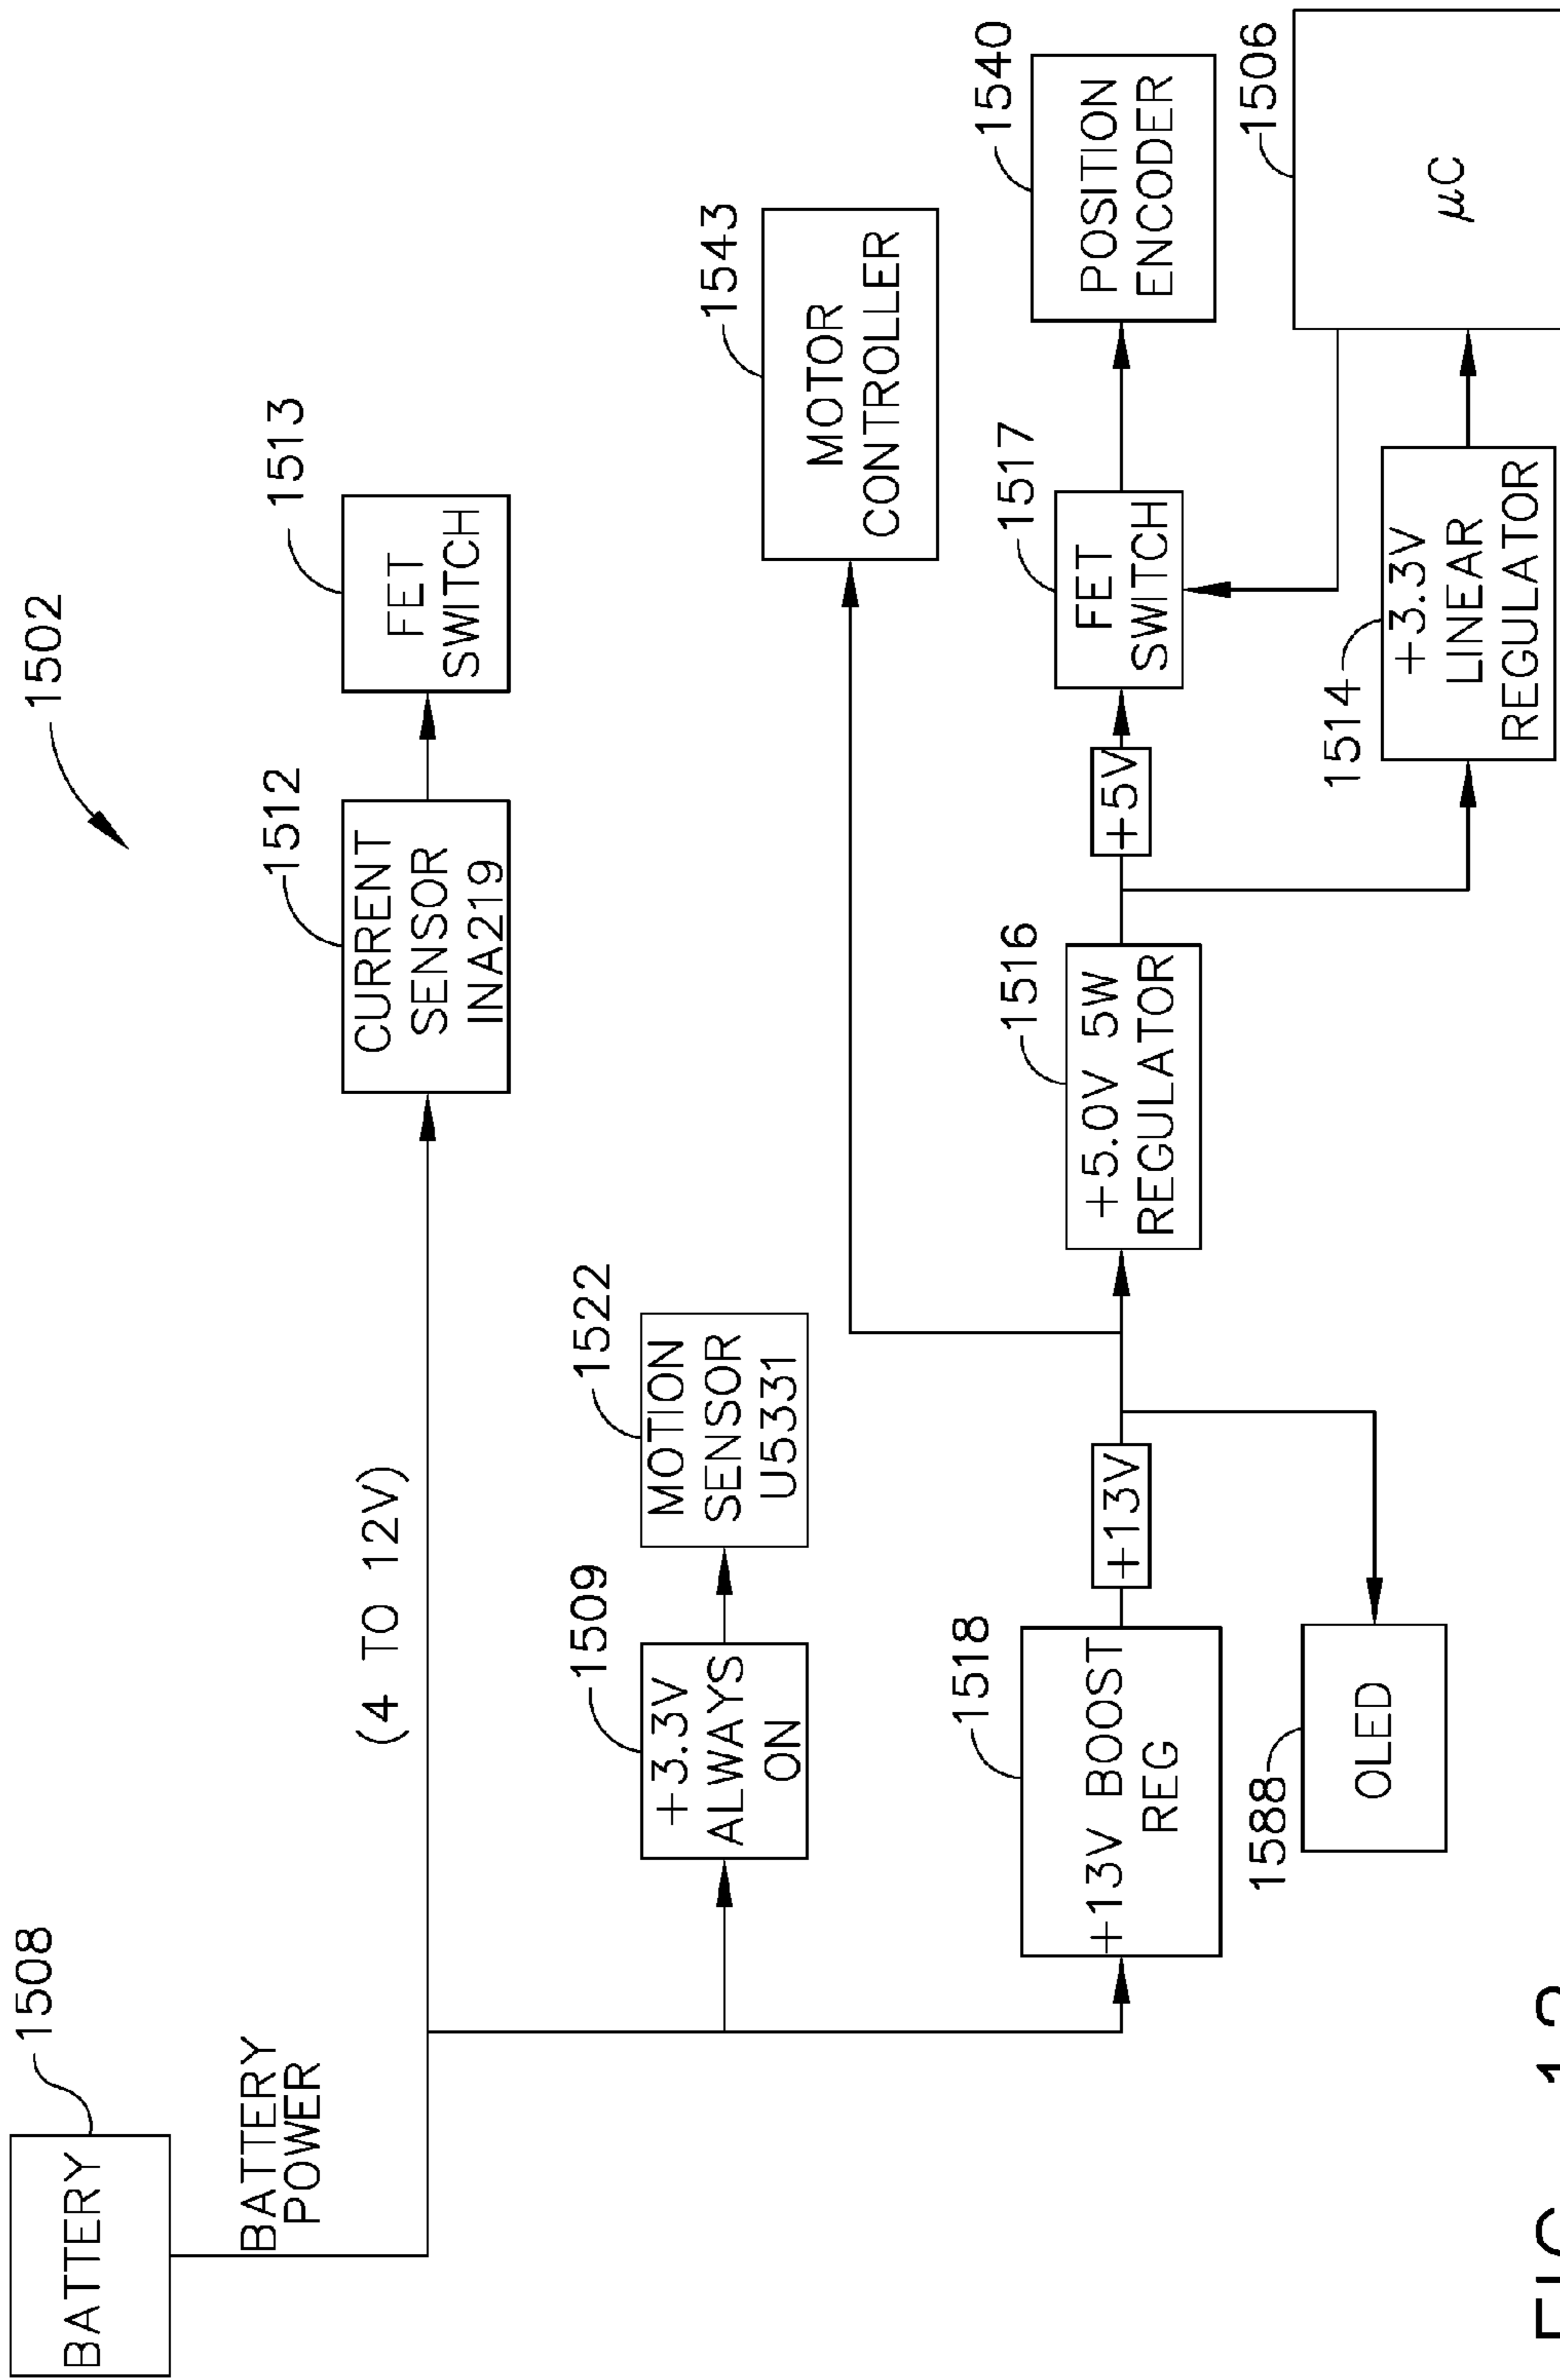 1502
BATTERY
1508
BATTERY
POWER
(4 TO 12V)
CURRENT
SENSOR
INA219
1512
FET
SWITCH
1513
+3.3V
ALWAYS
ON
1509
MOTION
SENSOR
U5331
1522
MOTOR
CONTROLLER
1543
+13V BOOST
REG
1518
+13V
+5.0V 5W
REGULATOR
1516
+5V
FET
SWITCH
1517
POSITION
ENCODER
1540
OLED
1588
+3.3V
LINEAR
REGULATOR
1514
μC
1506